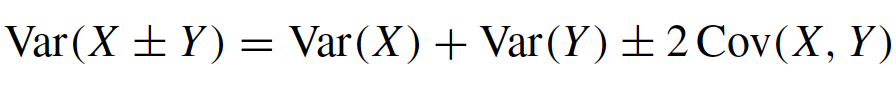 Var(X ± Y) = Var(X) + Var(Y) ± 2 Cov(X, Y)